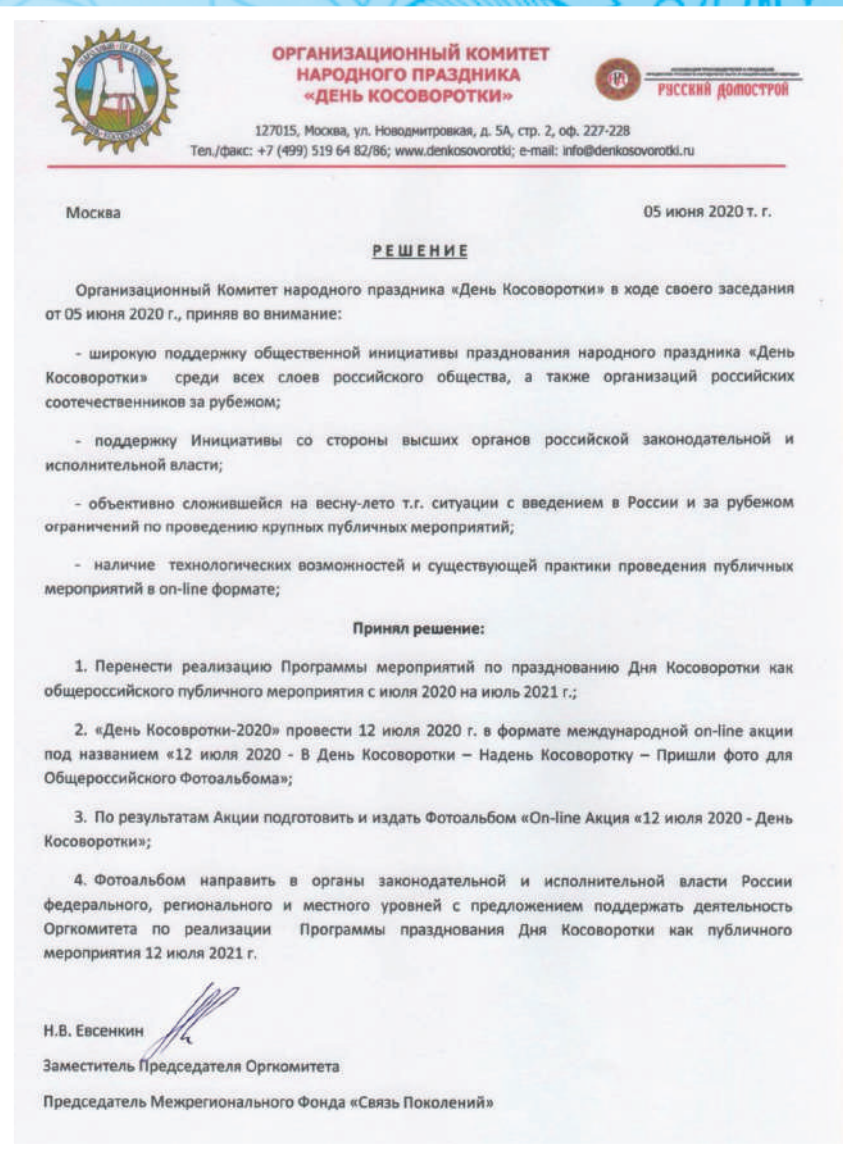 ОРГАНИЗАЦИОННЫЙ КОМИТЕТ
НАРОДНОГО ПРАЗДНИКА
«ДЕНЬ КОСОВОРОТКИ»
РУССКИЙ ДОМОСТРОЙ
127015, Москва, ул. Новодмитровкая, д. 5А, стр. 2, оф. 227-228
Тел./факс: +7 (499) 519 64 82/86; www.denkosovorotki; e-mail: info@denkosovorotki.ru
Москва 05 июня 2020 т. г.
РЕШЕНИЕ
Организационный Комитет народного праздника «День Косоворотки» в ходе своего заседания
от 05 июня 2020 г., приняв во внимание:
- широкую поддержку общественной инициативы празднования народного праздника «День
Косоворотки» среди всех слоев российского общества, а также организаций российских
соотечественников за рубежом;
- поддержку Инициативы со стороны высших органов российской законодательной и
исполнительной власти;
- объективно сложившейся на весну-лето т.г. ситуации с введением в России и за рубежом
ограничений по проведению крупных публичных мероприятий;
- наличие технологических возможностей и существующей практики проведения публичных
мероприятий в on-line формате;
Принял решение:
1. Перенести реализацию Программы мероприятий по празднованию Дня Косоворотки как
общероссийского публичного мероприятия с июля 2020 на июль 2021 г.;
2. «День Косовротки-2020» провести 12 июля 2020 г. в формате международной on-line акции
под названием «12 июля 2020 - В День Косоворотки – Надень Косоворотку – Пришли фото для
Общероссийского Фотоальбома»;
3. По результатам Акции подготовить и издать Фотоальбом «On-line Акция «12 июля 2020 - День
Косоворотки»;
4. Фотоальбом направить в органы законодательной и исполнительной власти России
федерального, регионального и местного уровней с предложением поддержать деятельность
Оргкомитета по реализации Программы празднования Дня Косоворотки как публичного
мероприятия 12 июля 2021 г.
Н.В. Евсенкин
Заместитель Председателя Оргкомитета
Председатель Межрегионального Фонда «Связь Поколений»